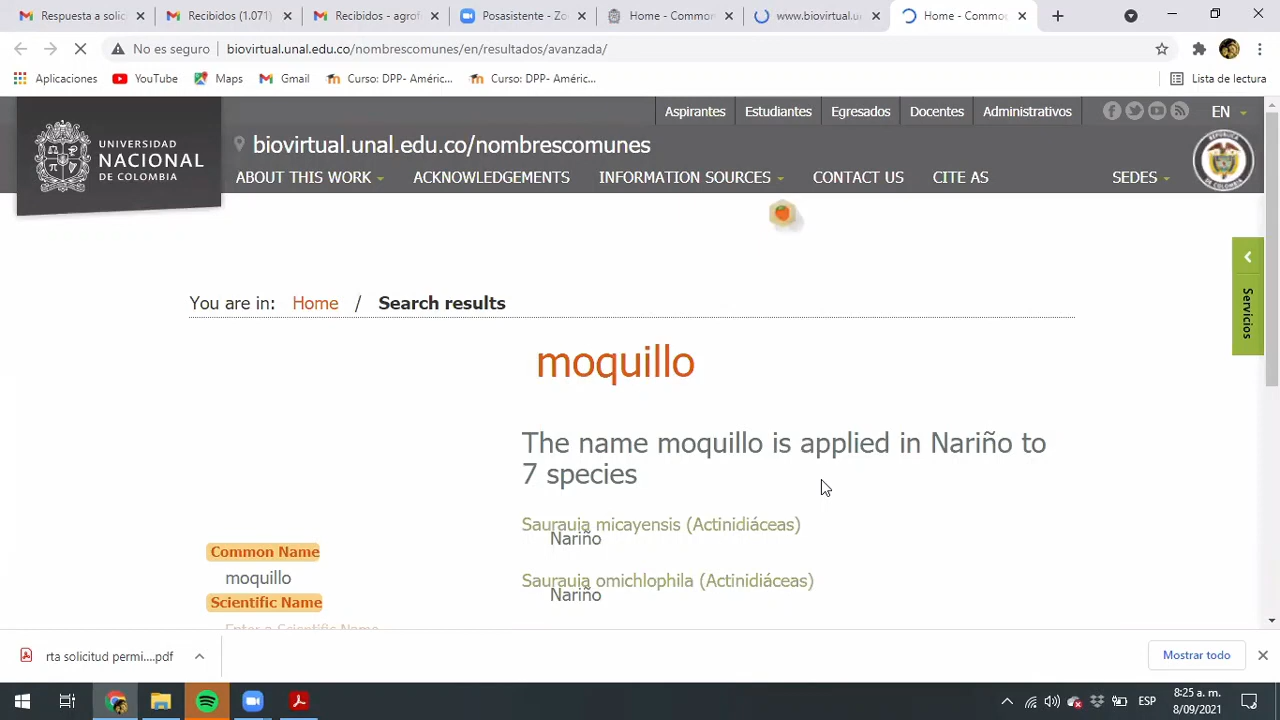 Respuesta a solic
Recibidos (1.071)
Recibidos - agrof
Posasistente - Zo
Home - Common
www.biovirtual.u
Home - Commo
No es seguro
biovirtual.unal.edu.co/nombrescomunes/en/resultados/avanzada/
Aplicaciones
YouTube
Maps
Gmail
Curso: DPP- Améric...
Curso: DPP- Améric...
Lista de lectura
Aspirantes
Estudiantes
Egresados
Docentes
Administrativos
EN
UNIVERSIDAD
NACIONAL
DE COLOMBIA
biovirtual.unal.edu.co/nombrescomunes
ABOUT THIS WORK
ACKNOWLEDGEMENTS
INFORMATION SOURCES
CONTACT US
CITE AS
SEDES
Servicios
You are in: Home / Search results
moquillo
The name moquillo is applied in Nariño to
7 species
Saurauia micayensis (Actinidiáceas)
Nariño
Saurauia omichlophila (Actinidiáceas)
Nariño
Common Name
moquillo
Scientific Name
Enter a Scientific Name
rta solicitud permi....pdf
Mostrar todo
ESP
8:25 a. m.
8/09/2021